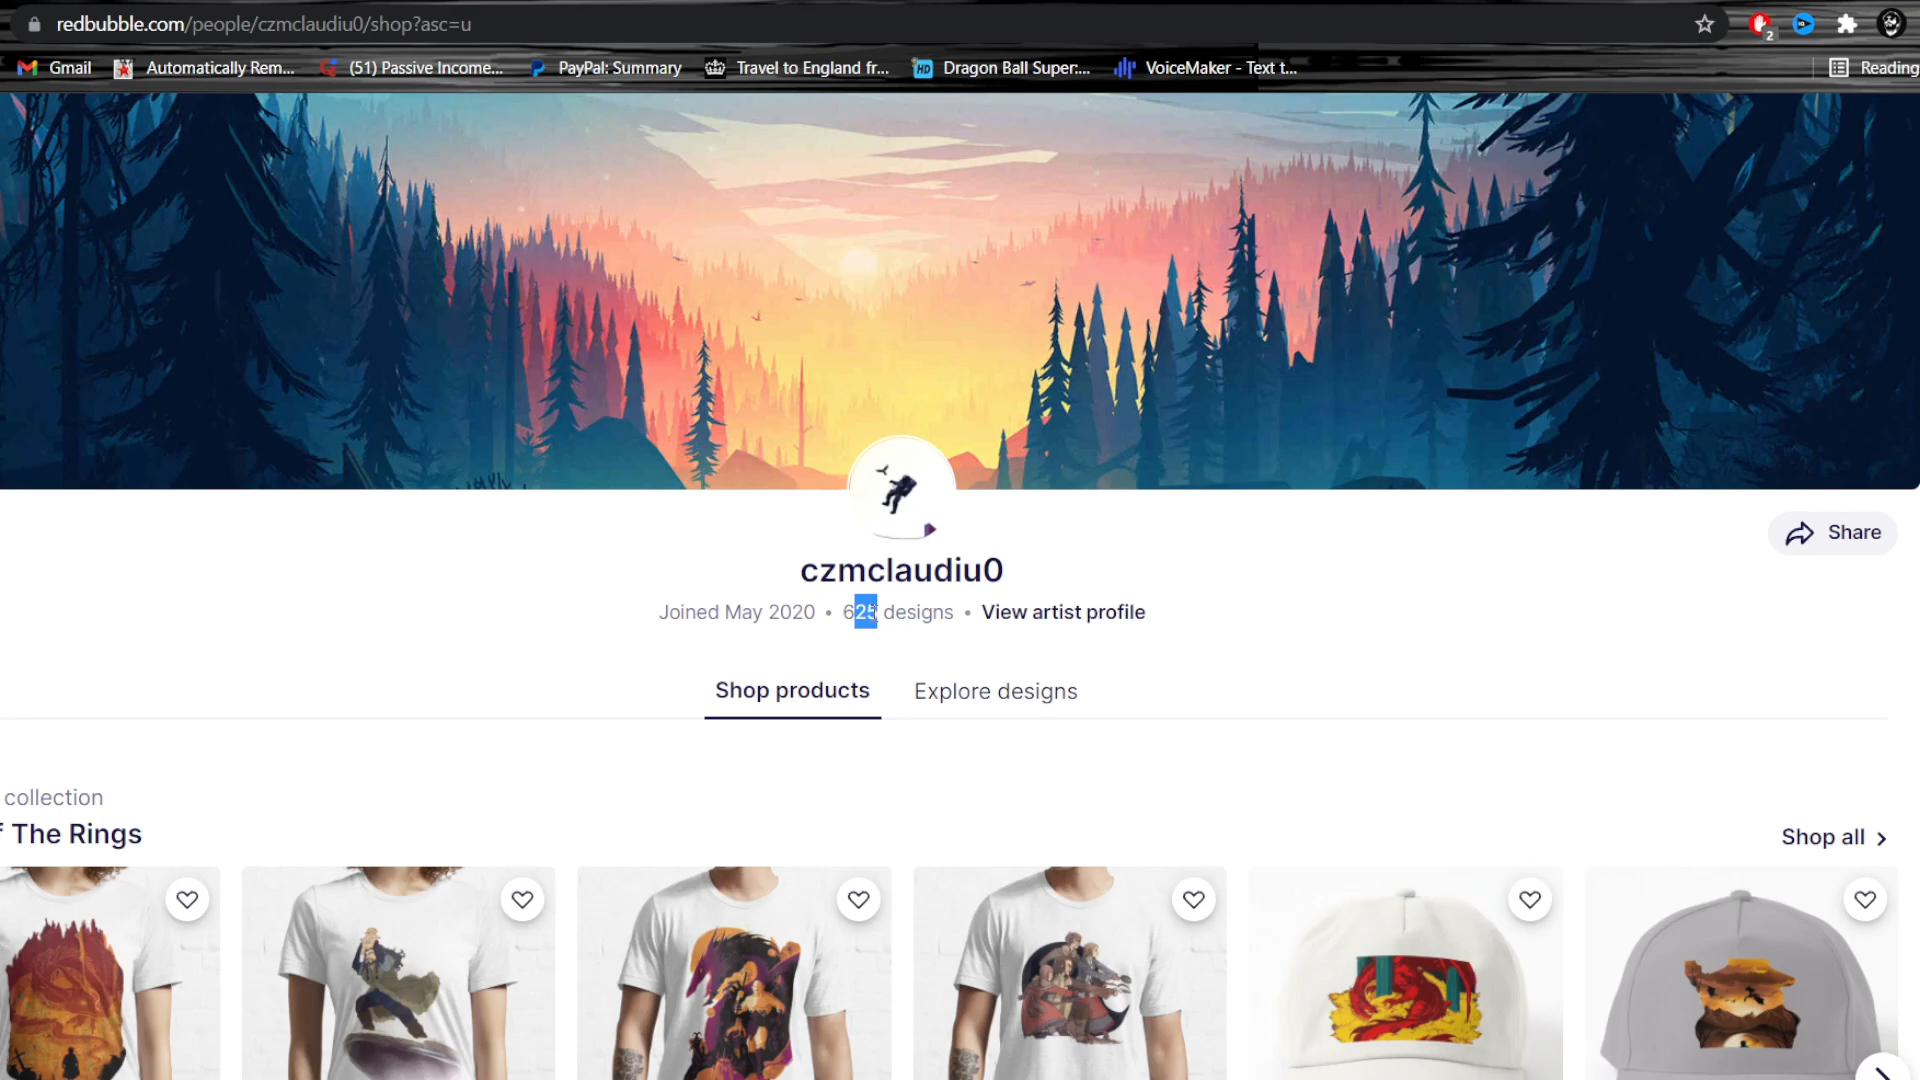 redbubble.com/people/czmclaudiu0/shop?asc=u
2
Gmail
Automatically Rem...
(51) Passive Income...
PayPal: Summary
Travel to England fr...
HD
Dragon Ball Super:...
VoiceMaker - Text t...
Reading
Share
czmclaudiu0
Joined May 2020 • 625 designs • View artist profile
Shop products
Explore designs
collection
f The Rings
Shop all